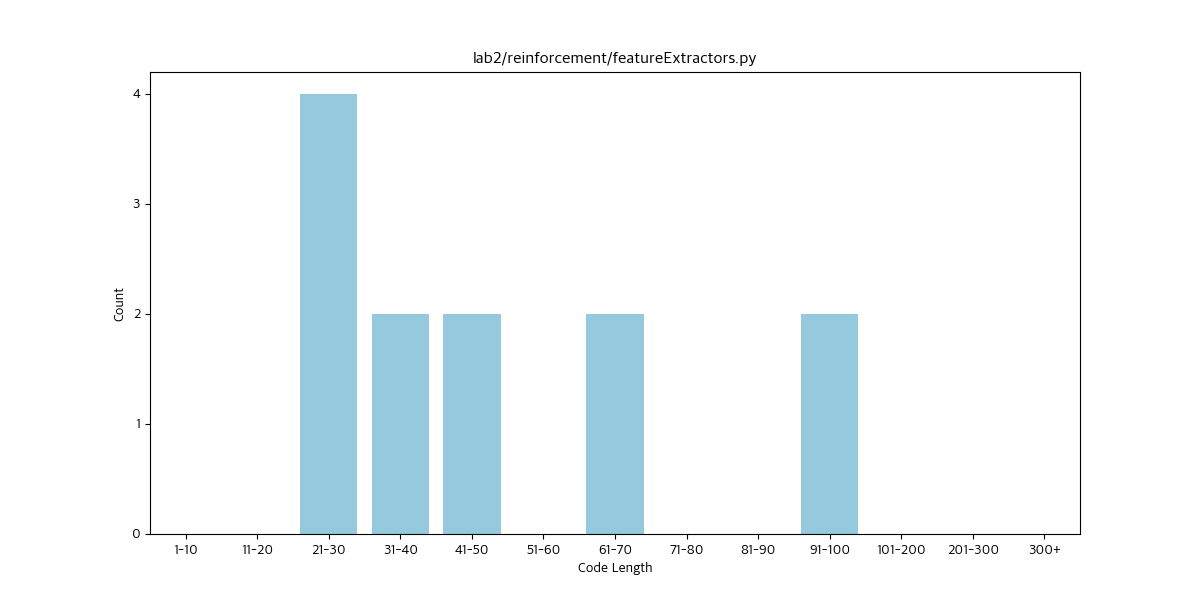 lab2/reinforcement/featureExtractors.py
4
3
2
1
0
Count
1-10 11-20 21-30 31-40 41-50 51-60 61-70 71-80 81-90 91-100 101-200 201-300 300+
Code Length